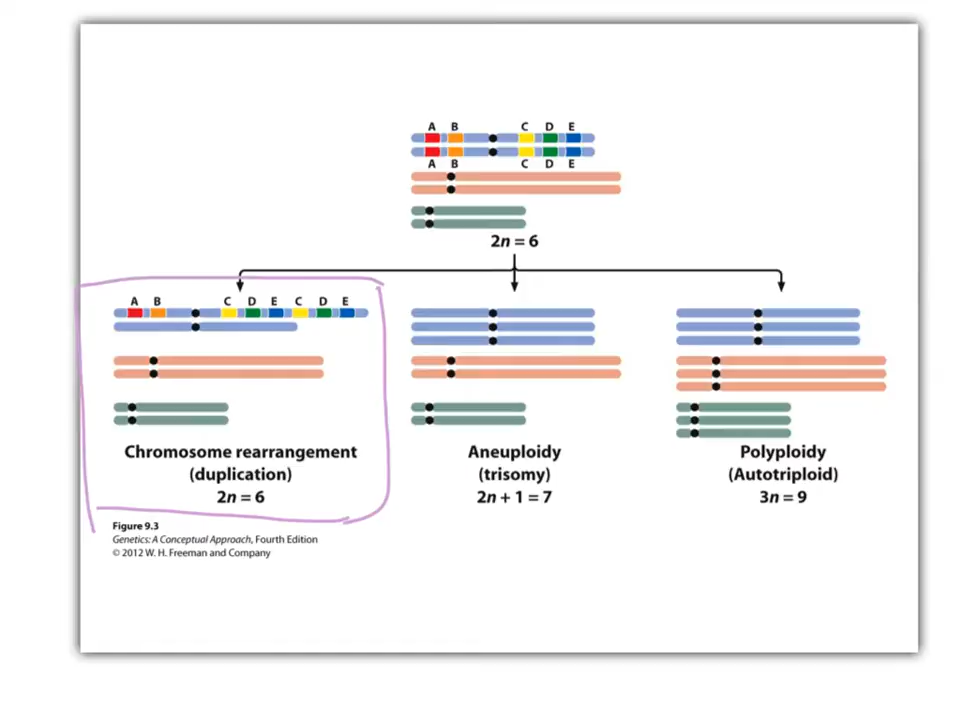 A B C D E
A B C D E
2n = 6
A B C D E C D E
Chromosome rearrangement
(duplication)
2n = 6
Aneuploidy
(trisomy)
2n + 1 = 7
Polyploidy
(Autotriploid)
3n = 9
Figure 9.3
Genetics: A Conceptual Approach, Fourth Edition
© 2012 W. H. Freeman and Company